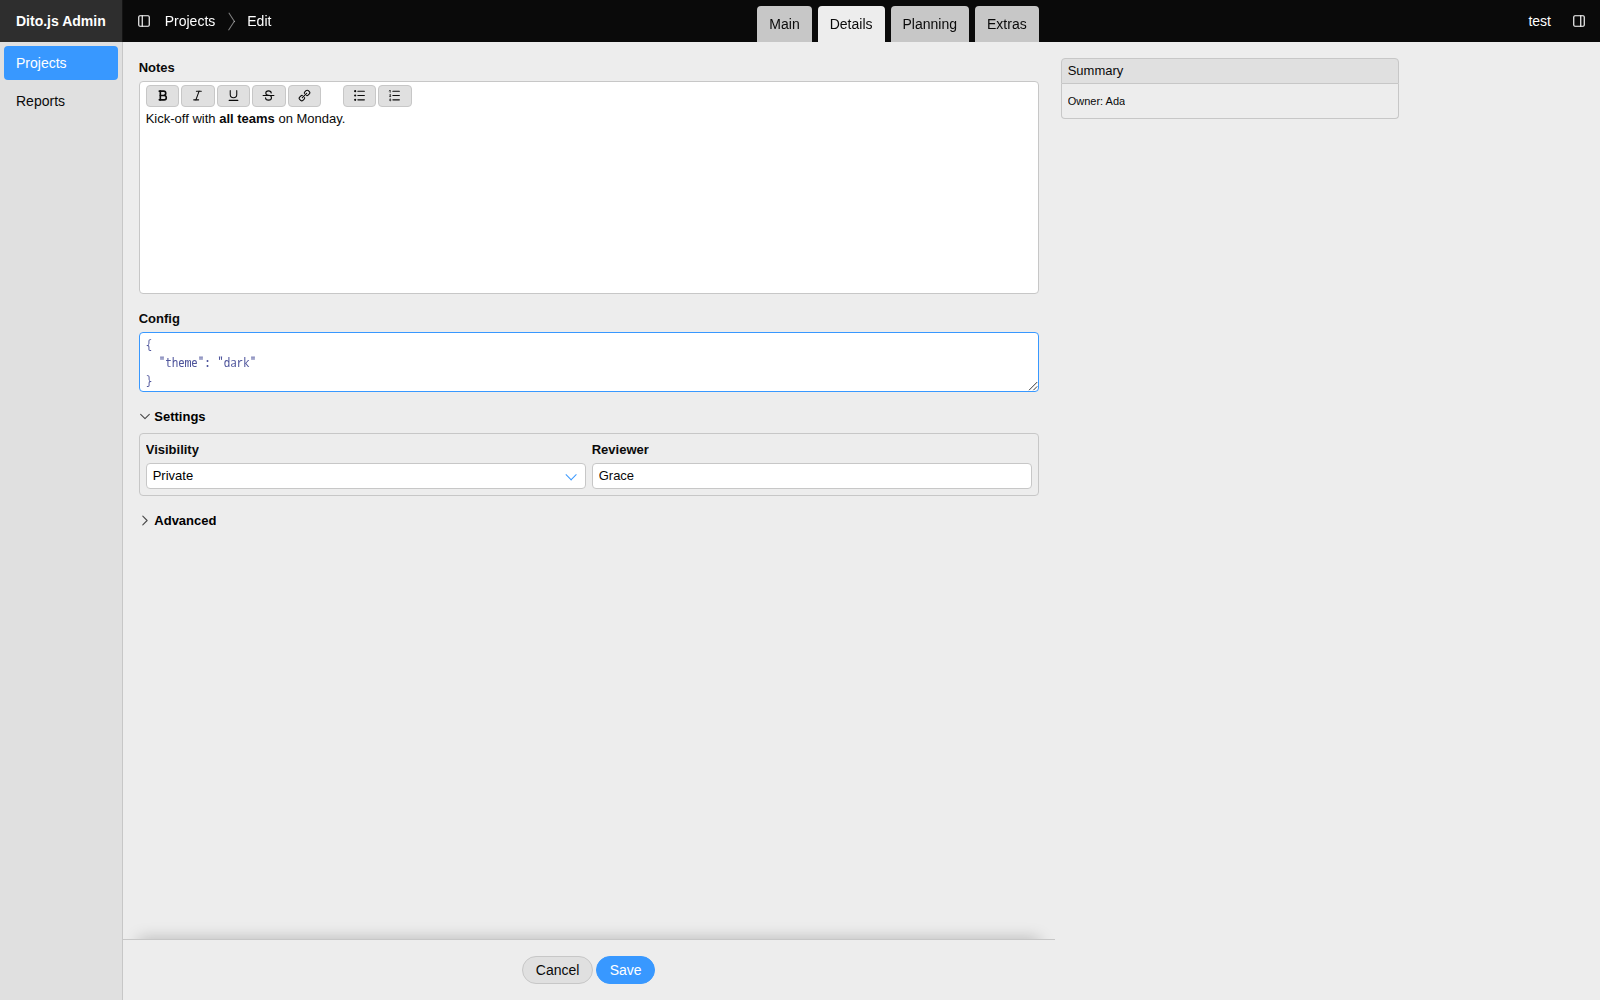 Dito.js Admin
Projects
Edit
Main
Details
Planning
Extras
test
Projects
Reports
Notes
Kick-off with all teams on Monday.
Config
{
  "theme": "dark"
}
Settings
Visibility
Reviewer
Private
Grace
Advanced
Summary
Owner: Ada
Cancel
Save